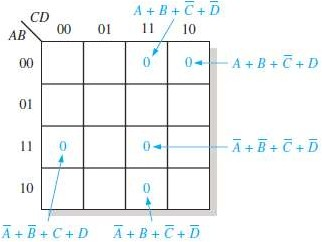 A + B + C̅ + D̅
CD
AB
00 01 11 10
00 0 0 A + B + C̅ + D
01
11 0 0 A̅ + B̅ + C̅ + D̅
10 0
A̅ + B̅ + C + D A̅ + B + C̅ + D̅